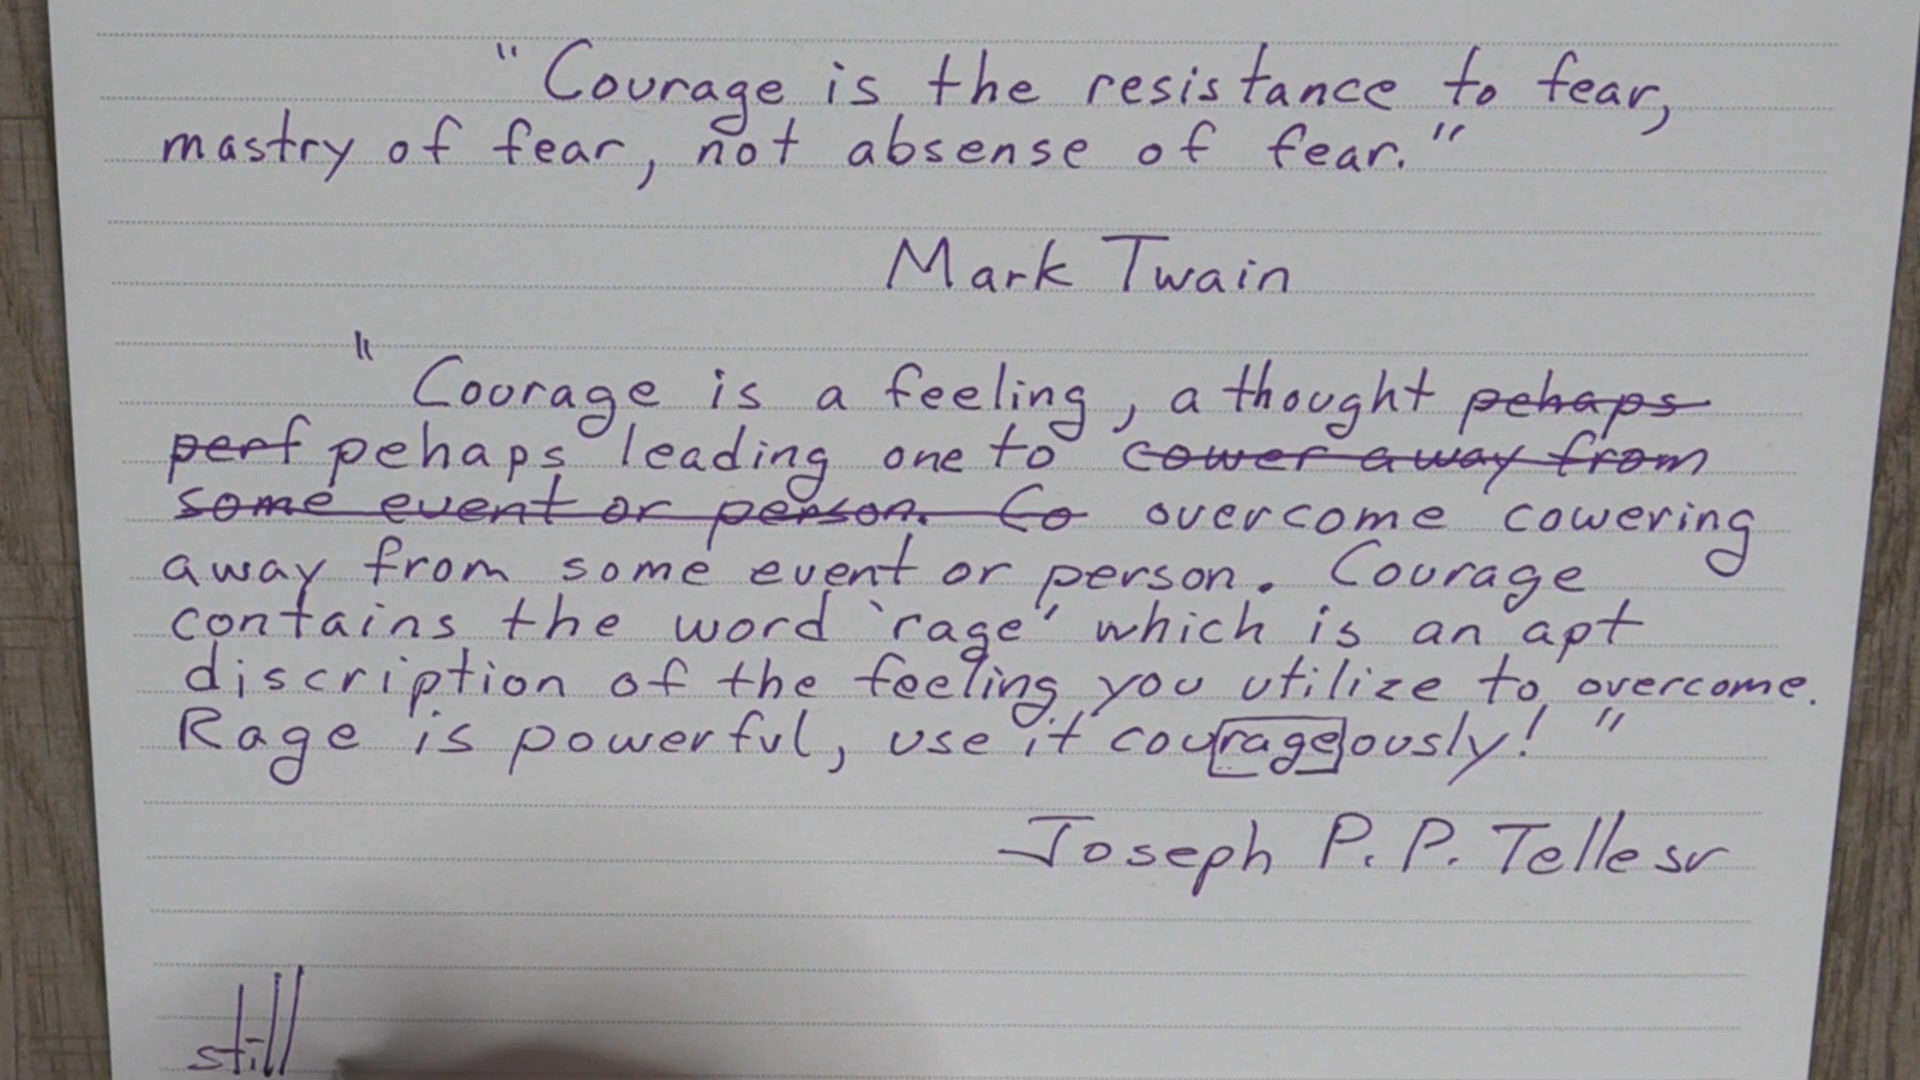 "Courage is the resistance to fear,
mastry of fear, not absense of fear."
Mark Twain
"Coorage is a feeling, a thought pehaps
perf pehaps leading one to cower away from
some event or person. Co overcome cowering
away from some event or person. Courage
contains the word 'rage' which is an apt
discription of the feeling you utilize to overcome.
Rage is powerful, use it courageously!"
Joseph P. P. Telle sr
still